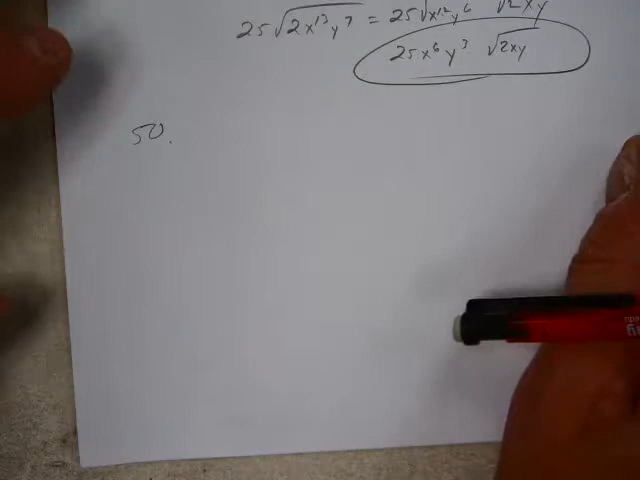 25√2x¹³y⁷ = 25√x¹²y⁶ √2xy
25x⁶y³ √2xy
50.